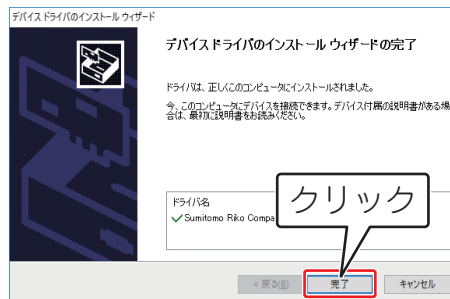 デバイス ドライバのインストール ウィザード
デバイス ドライバのインストール ウィザードの完了
ドライバは、正しくこのコンピュータにインストールされました。
今、このコンピュータにデバイスを接続できます。デバイス付属の説明書がある場
合は、最初に説明書をお読みください。
ドライバ名
Sumitomo Riko Compa
クリック
< 戻る(B)
完了
キャンセル